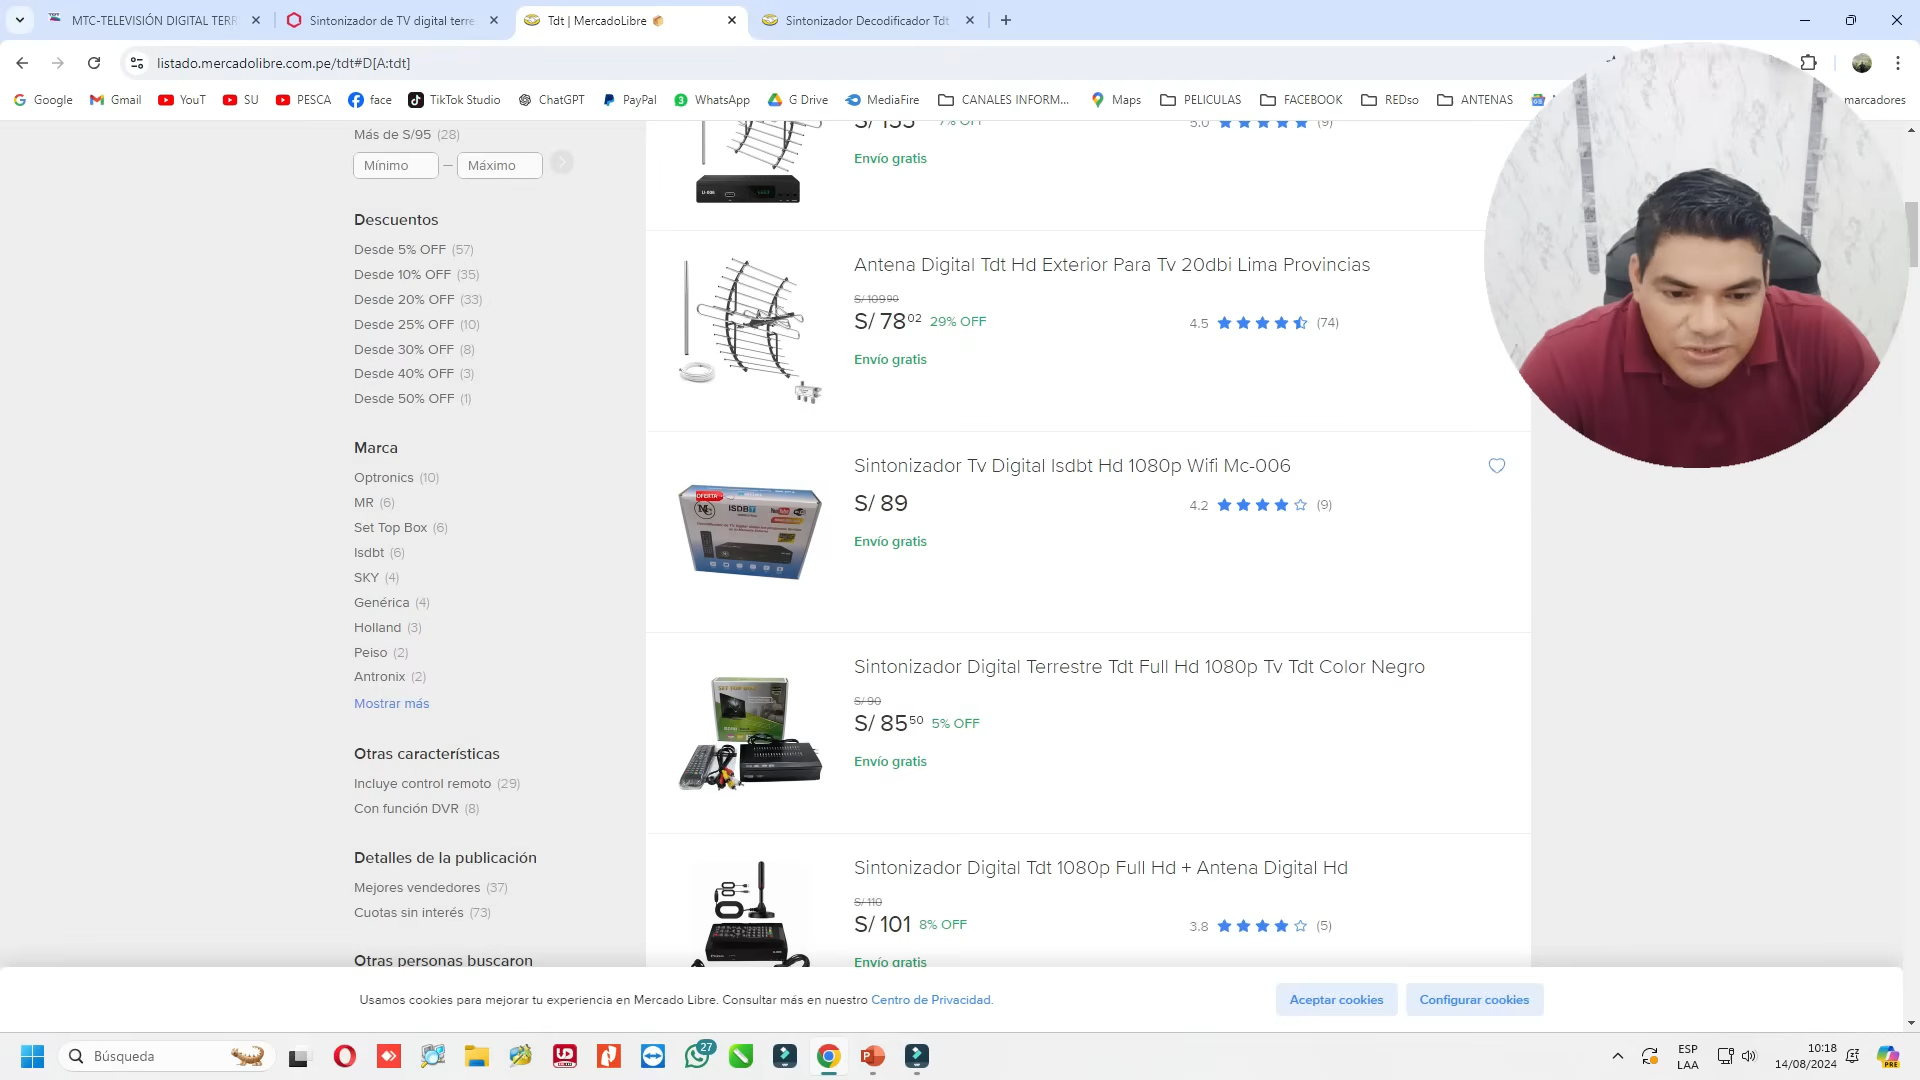 MTC-TELEVISIÓN DIGITAL TERR
Sintonizador de TV digital terre
Tdt | MercadoLibre
Sintonizador Decodificador Tdt
listado.mercadolibre.com.pe/tdt#D[A:tdt]
Google
Gmail
YouT
SU
PESCA
face
TikTok Studio
ChatGPT
PayPal
WhatsApp
G Drive
MediaFire
CANALES INFORM...
Maps
PELICULAS
FACEBOOK
REDso
ANTENAS
marcadores
Más de S/95 (28)
Mínimo — Máximo
Descuentos
Desde 5% OFF (57)
Desde 10% OFF (35)
Desde 20% OFF (33)
Desde 25% OFF (10)
Desde 30% OFF (8)
Desde 40% OFF (3)
Desde 50% OFF (1)
Marca
Optronics (10)
MR (6)
Set Top Box (6)
Isdbt (6)
SKY (4)
Genérica (4)
Holland (3)
Peiso (2)
Antronix (2)
Mostrar más
Otras características
Incluye control remoto (29)
Con función DVR (8)
Detalles de la publicación
Mejores vendedores (37)
Cuotas sin interés (73)
Otras personas buscaron
7% OFF
5.0 (9)
Envío gratis
Antena Digital Tdt Hd Exterior Para Tv 20dbi Lima Provincias
S/ 109 90
S/ 78 02 29% OFF
4.5 (74)
Envío gratis
Sintonizador Tv Digital Isdbt Hd 1080p Wifi Mc-006
S/ 89
4.2 (9)
Envío gratis
OFERTA
MC
ISDBT
YouTube
Sintonizador Digital Terrestre Tdt Full Hd 1080p Tv Tdt Color Negro
S/ 90
S/ 85 50 5% OFF
Envío gratis
SET TOP BOX
Sintonizador Digital Tdt 1080p Full Hd + Antena Digital Hd
S/ 110
S/ 101 8% OFF
3.8 (5)
Envío gratis
Usamos cookies para mejorar tu experiencia en Mercado Libre. Consultar más en nuestro Centro de Privacidad.
Aceptar cookies
Configurar cookies
Búsqueda
27
ESP
LAA
10:18
14/08/2024
PRE